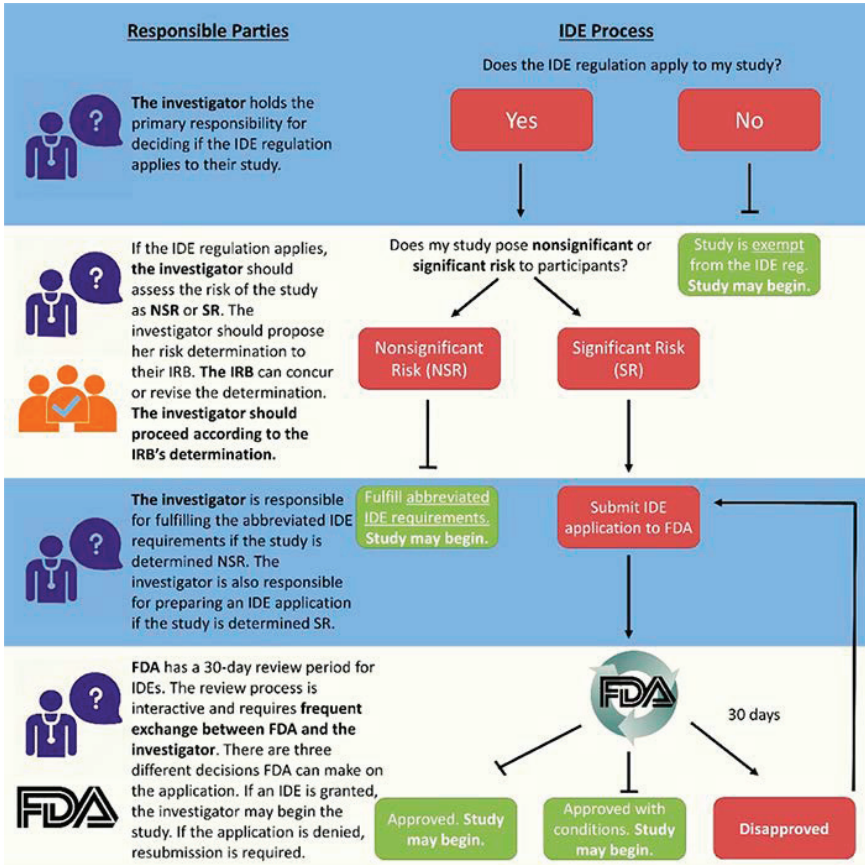 Responsible Parties
IDE Process
Does the IDE regulation apply to my study?
?
The investigator holds the
primary responsibility for
deciding if the IDE regulation
applies to their study.
Yes
No
?
If the IDE regulation applies,
the investigator should
assess the risk of the study
as NSR or SR. The
investigator should propose
her risk determination to
their IRB. The IRB can concur
or revise the determination.
The investigator should
proceed according to the
IRB's determination.
Does my study pose nonsignificant or
significant risk to participants?
Study is exempt
from the IDE reg.
Study may begin.
Nonsignificant
Risk (NSR)
Significant Risk
(SR)
?
The investigator is responsible
for fulfilling the abbreviated IDE
requirements if the study is
determined NSR. The
investigator is also responsible
for preparing an IDE application
if the study is determined SR.
Fulfill abbreviated
IDE requirements.
Study may begin.
Submit IDE
application to FDA
?
FDA
FDA has a 30-day review period for
IDEs. The review process is
interactive and requires frequent
exchange between FDA and the
investigator. There are three
different decisions FDA can make on
the application. If an IDE is granted,
the investigator may begin the
study. If the application is denied,
resubmission is required.
FDA
30 days
Approved. Study
may begin.
Approved with
conditions. Study
may begin.
Disapproved